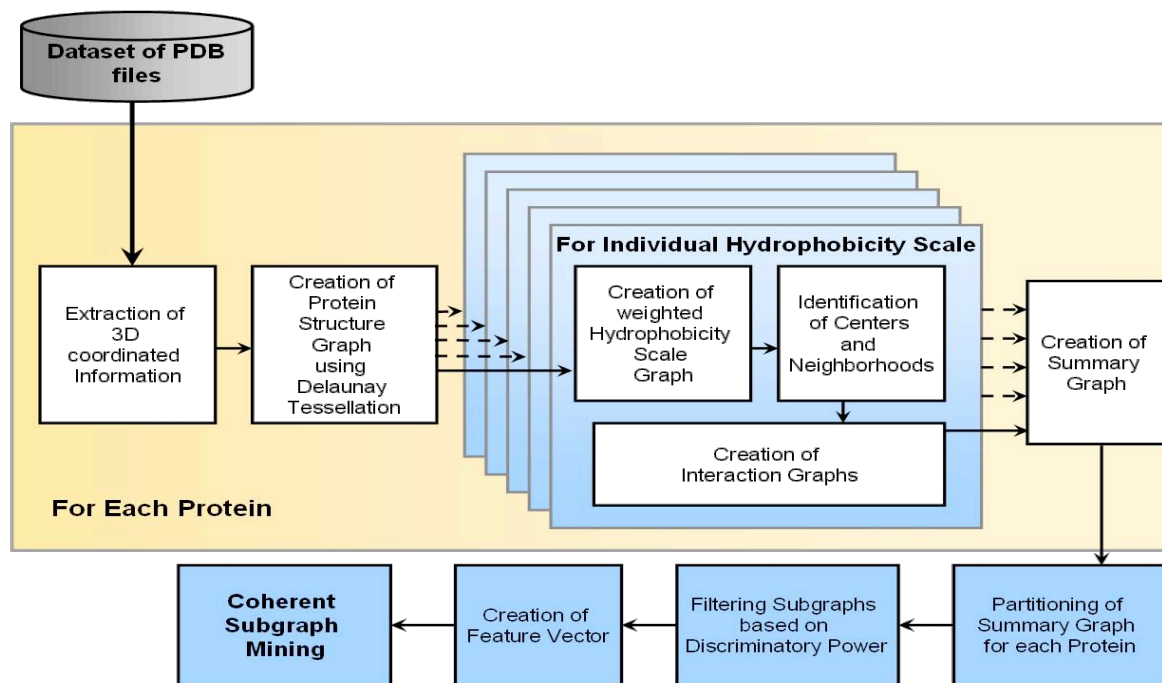 Dataset of PDB
files
For Individual Hydrophobicity Scale
Extraction of
3D
coordinated
Information
Creation of
Protein
Structure
Graph
using
Delaunay
Tessellation
Creation of
weighted
Hydrophobicity
Scale
Graph
Identification
of Centers
and
Neighborhoods
Creation of
Summary
Graph
Creation of
Interaction Graphs
For Each Protein
Coherent
Subgraph
Mining
Creation of
Feature Vector
Filtering Subgraphs
based on
Discriminatory Power
Partitioning of
Summary Graph
for each Protein